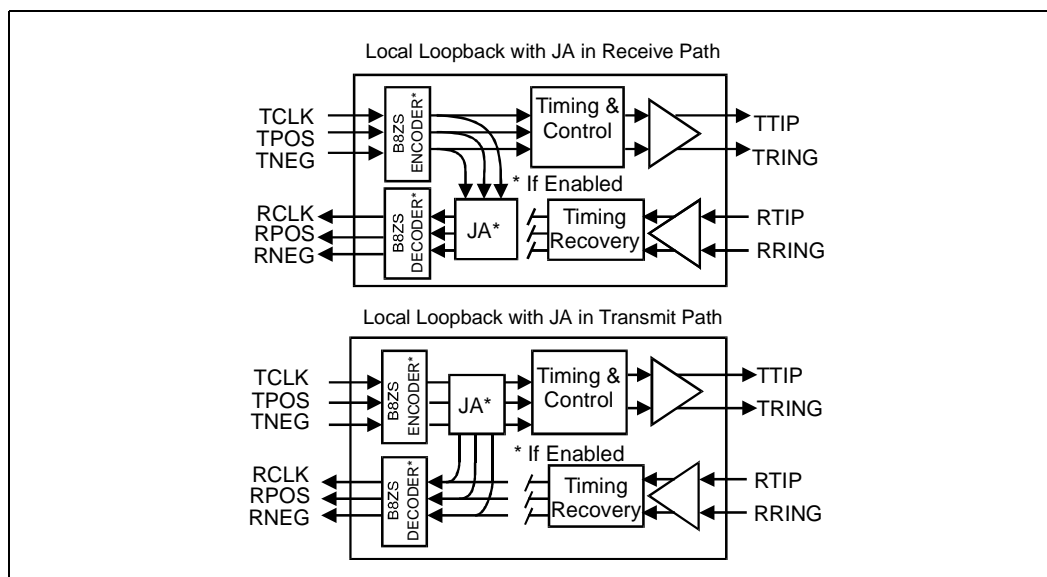 Local Loopback with JA in Receive Path
TCLK
TPOS
TNEG
B8ZS
ENCODER*
Timing &
Control
TTIP
TRING
* If Enabled
RCLK
RPOS
RNEG
B8ZS
DECODER*
JA*
Timing
Recovery
RTIP
RRING
Local Loopback with JA in Transmit Path
TCLK
TPOS
TNEG
B8ZS
ENCODER*
JA*
Timing &
Control
TTIP
TRING
* If Enabled
RCLK
RPOS
RNEG
B8ZS
DECODER*
Timing
Recovery
RTIP
RRING